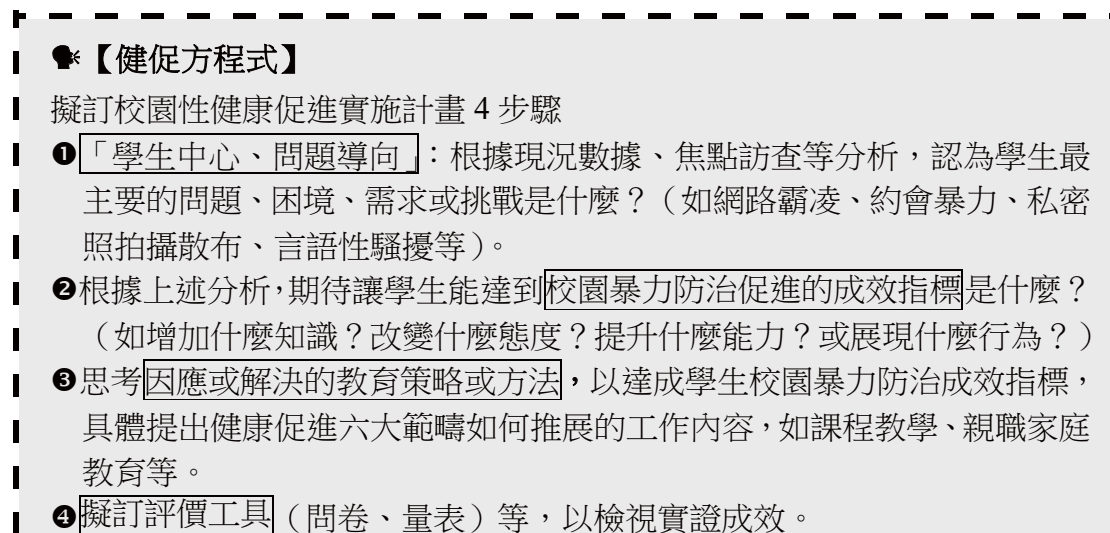 🗣【健促方程式】
擬訂校園性健康促進實施計畫 4 步驟
❶「學生中心、問題導向」：根據現況數據、焦點訪查等分析，認為學生最
主要的問題、困境、需求或挑戰是什麼？（如網路霸凌、約會暴力、私密
照拍攝散布、言語性騷擾等）。
❷根據上述分析，期待讓學生能達到校園暴力防治促進的成效指標是什麼？
（如增加什麼知識？改變什麼態度？提升什麼能力？或展現什麼行為？）
❸思考因應或解決的教育策略或方法，以達成學生校園暴力防治成效指標，
具體提出健康促進六大範疇如何推展的工作內容，如課程教學、親職家庭
教育等。
❹擬訂評價工具（問卷、量表）等，以檢視實證成效。